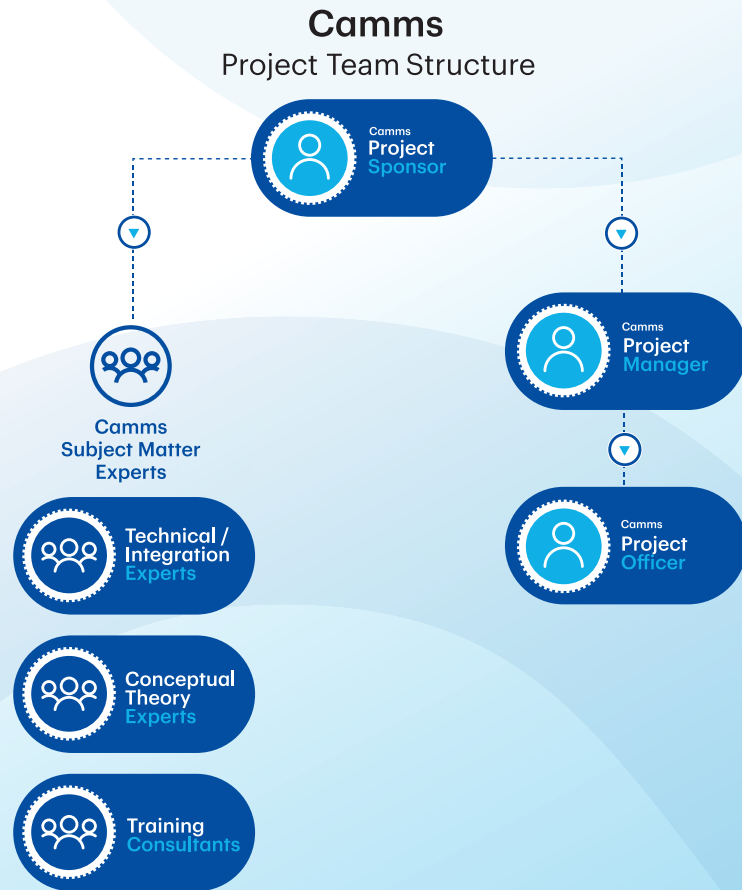 Camms
Project Team Structure
Camms
Project
Sponsor
Camms
Project
Manager
Camms
Subject Matter
Experts
Camms
Project
Officer
Technical /
Integration
Experts
Conceptual
Theory
Experts
Training
Consultants